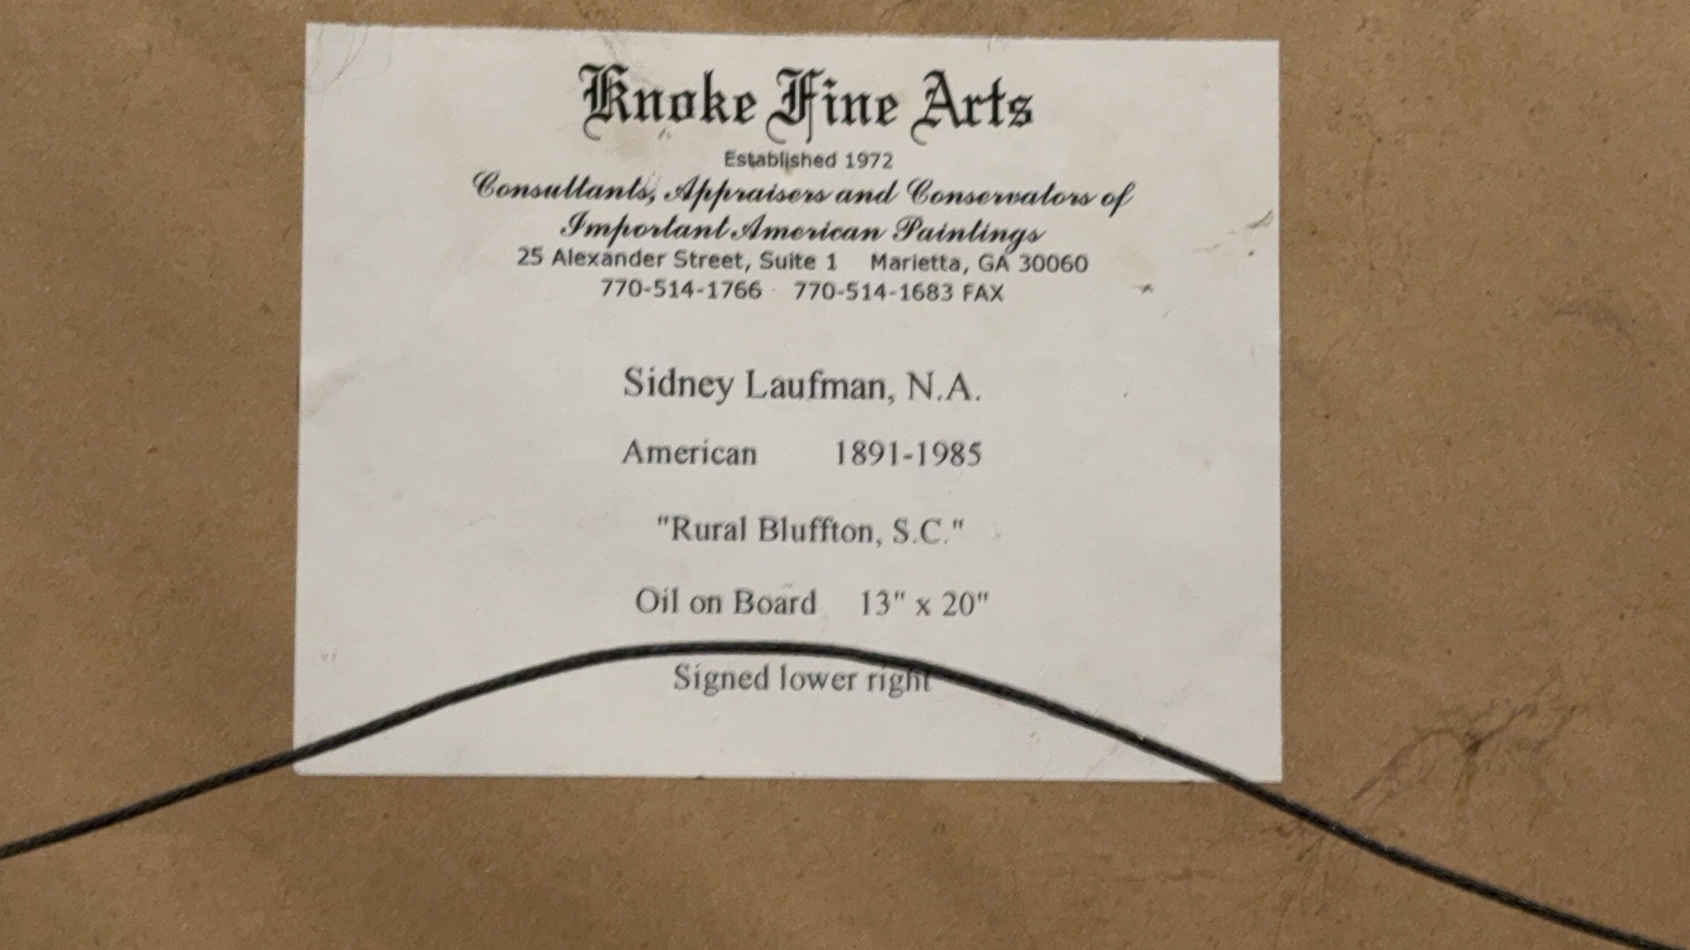 Knoke Fine Arts
Established 1972
Consultants, Appraisers and Conservators of
Important American Paintings
25 Alexander Street, Suite 1 Marietta, GA 30060
770-514-1766 770-514-1683 FAX
Sidney Laufman, N.A.
American 1891-1985
"Rural Bluffton, S.C."
Oil on Board 13" x 20"
Signed lower right